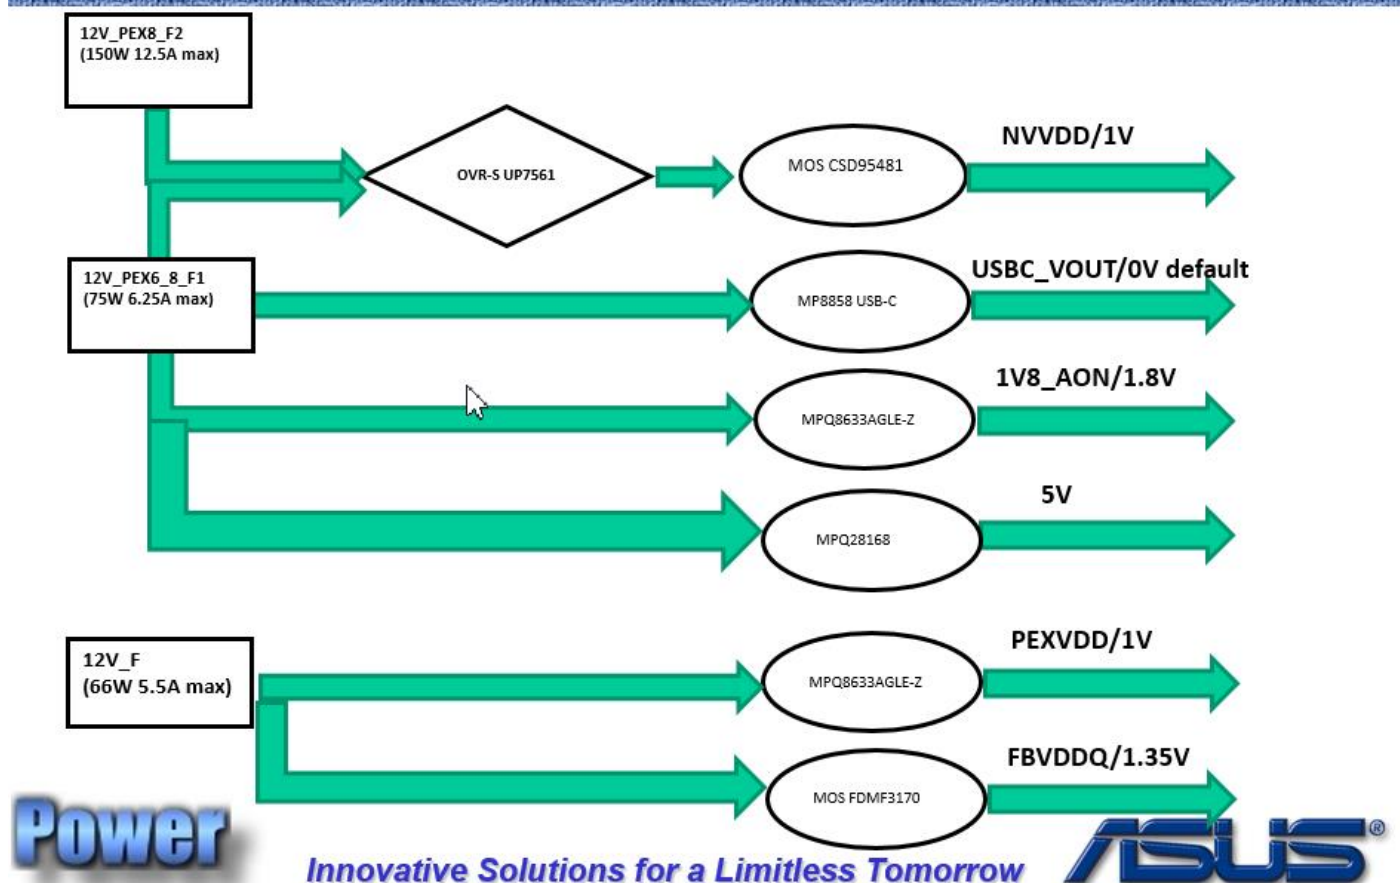 12V_PEX8_F2
(150W 12.5A max)
OVR-S UP7561
MOS CSD95481
NVVDD/1V
12V_PEX6_8_F1
(75W 6.25A max)
MP8858 USB-C
USBC_VOUT/0V default
MPQ8633AGLE-Z
1V8_AON/1.8V
MPQ28168
5V
12V_F
(66W 5.5A max)
MPQ8633AGLE-Z
PEXVDD/1V
MOS FDMF3170
FBVDDQ/1.35V
Power
Innovative Solutions for a Limitless Tomorrow
ASUS®